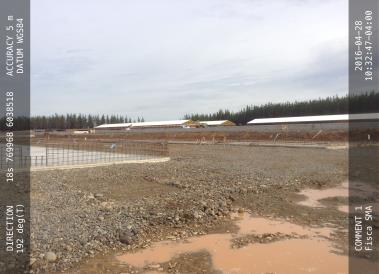 DIRECTION
192 deg(T)
18s 769968 6038518
ACCURACY 5 m
DATUM WGS84
COMMENT 1
Fisca SMA
2016-04-28
10:32:47-04:00